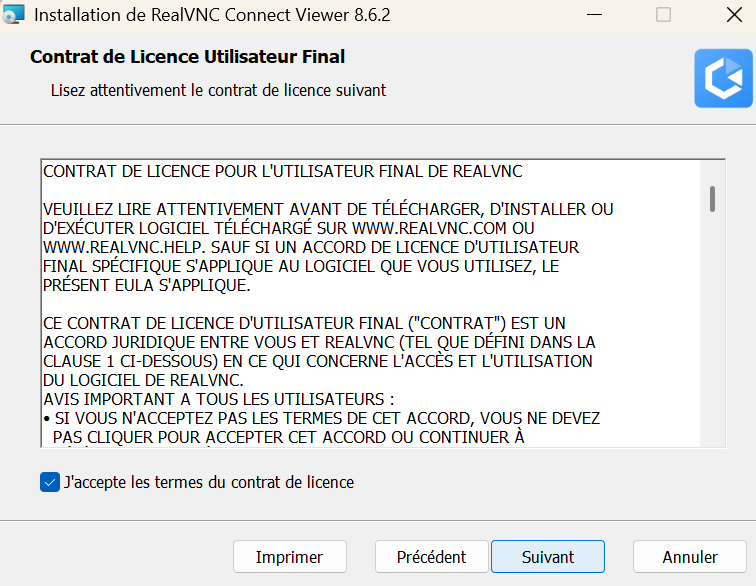 Installation de RealVNC Connect Viewer 8.6.2
Contrat de Licence Utilisateur Final
Lisez attentivement le contrat de licence suivant
CONTRAT DE LICENCE POUR L'UTILISATEUR FINAL DE REALVNC
VEUILLEZ LIRE ATTENTIVEMENT AVANT DE TÉLÉCHARGER, D'INSTALLER OU
D'EXÉCUTER LOGICIEL TÉLÉCHARGÉ SUR WWW.REALVNC.COM OU
WWW.REALVNC.HELP. SAUF SI UN ACCORD DE LICENCE D'UTILISATEUR
FINAL SPÉCIFIQUE S'APPLIQUE AU LOGICIEL QUE VOUS UTILISEZ, LE
PRÉSENT EULA S'APPLIQUE.
CE CONTRAT DE LICENCE D'UTILISATEUR FINAL ("CONTRAT") EST UN
ACCORD JURIDIQUE ENTRE VOUS ET REALVNC (TEL QUE DÉFINI DANS LA
CLAUSE 1 CI-DESSOUS) EN CE QUI CONCERNE L'ACCÈS ET L'UTILISATION
DU LOGICIEL DE REALVNC.
AVIS IMPORTANT A TOUS LES UTILISATEURS :
• SI VOUS N'ACCEPTEZ PAS LES TERMES DE CET ACCORD, VOUS NE DEVEZ
PAS CLIQUER POUR ACCEPTER CET ACCORD OU CONTINUER À
J'accepte les termes du contrat de licence
Imprimer
Précédent
Suivant
Annuler